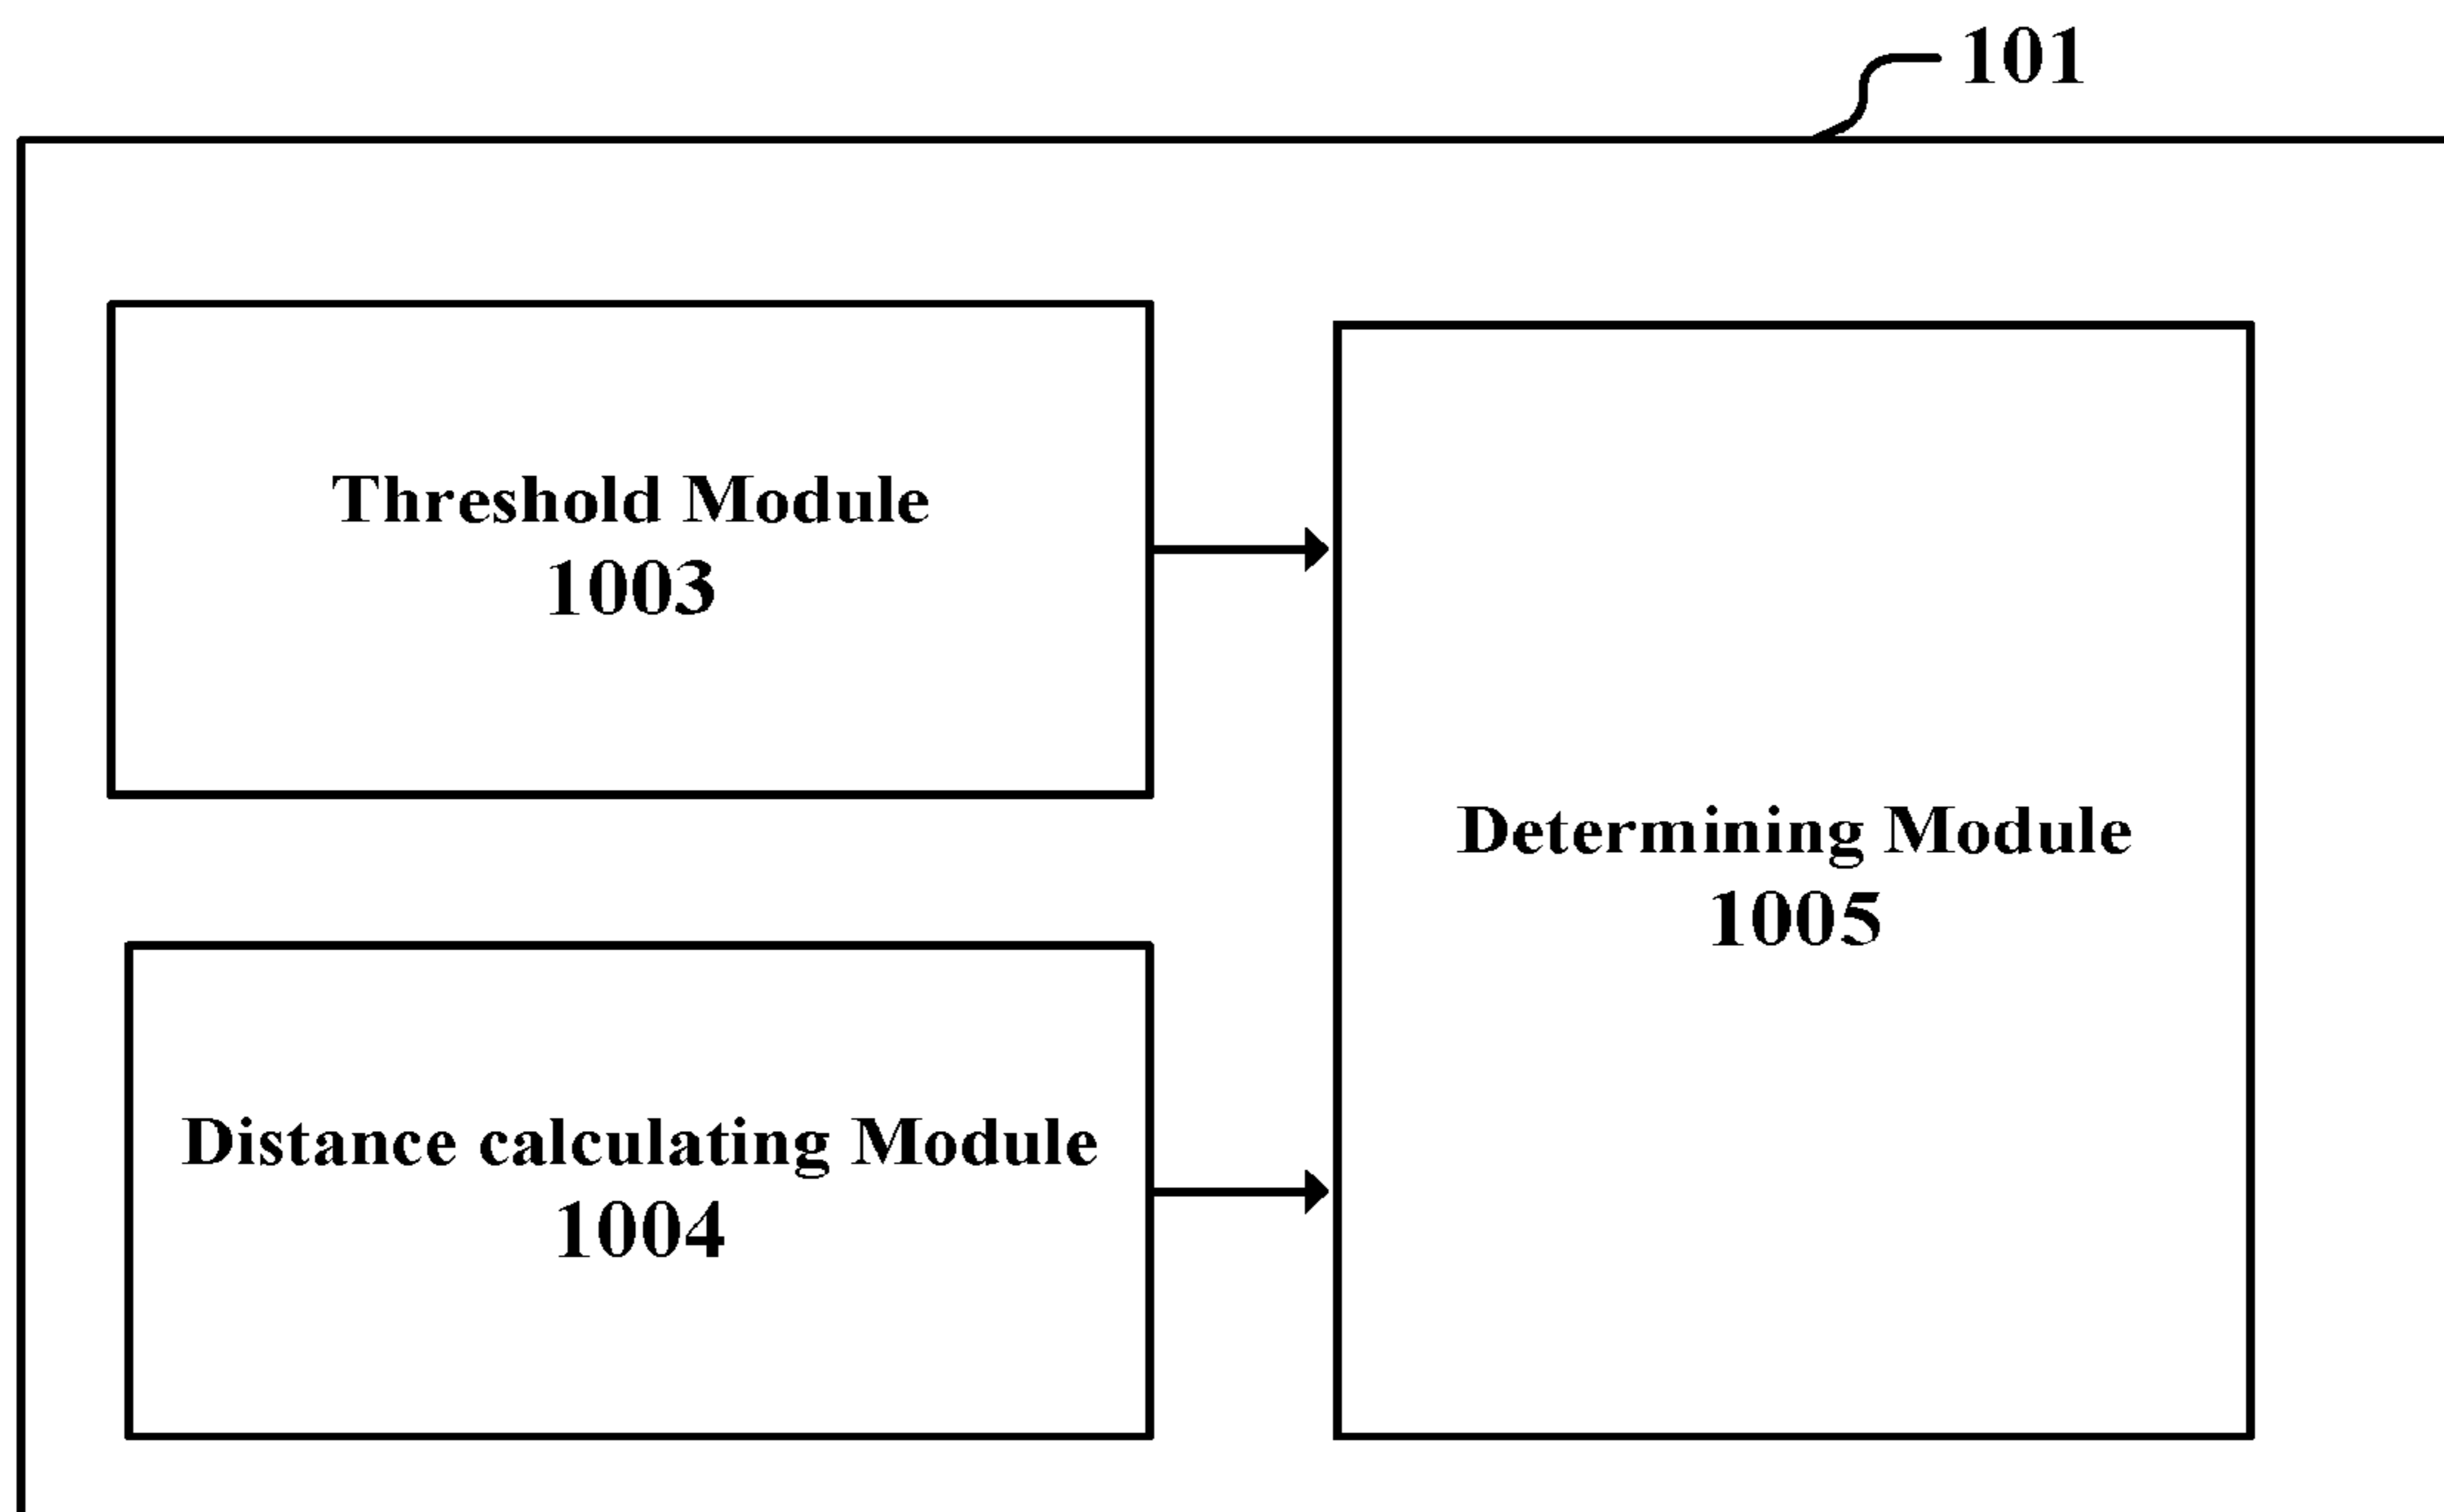 101
Threshold Module
1003
Determining Module
1005
Distance calculating Module
1004